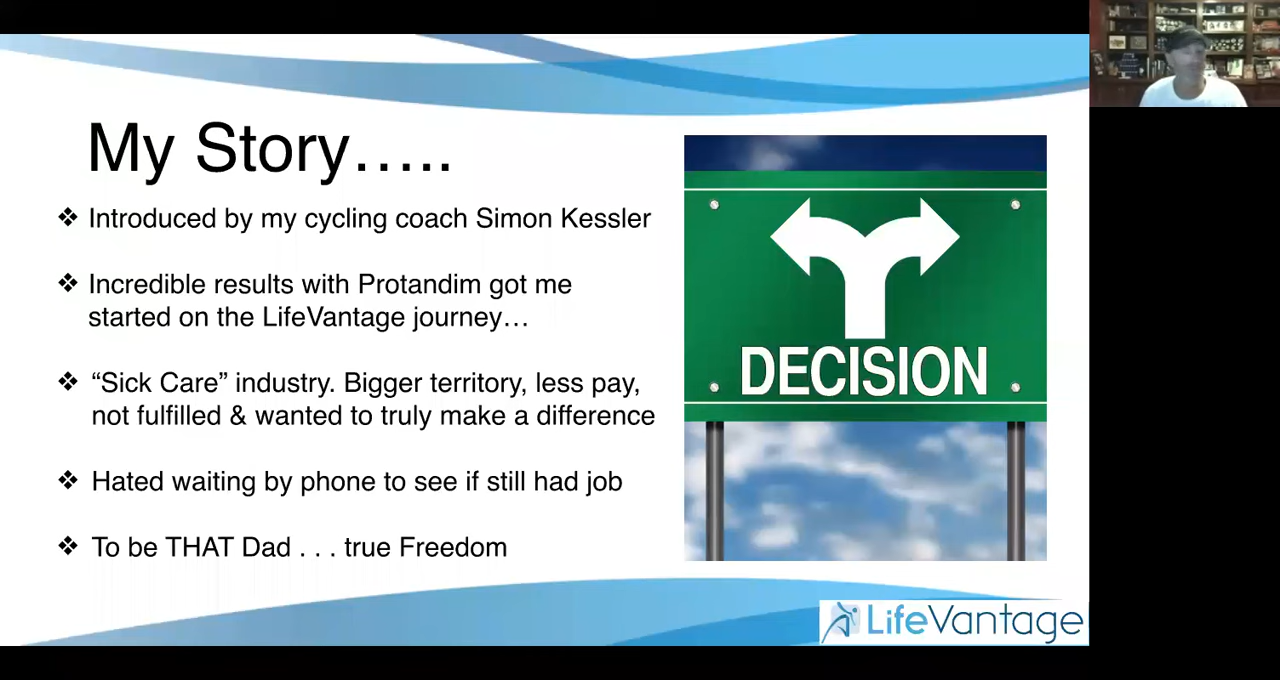 My Story…..
❖ Introduced by my cycling coach Simon Kessler
❖ Incredible results with Protandim got me
started on the LifeVantage journey…
❖ “Sick Care” industry. Bigger territory, less pay,
not fulfilled & wanted to truly make a difference
❖ Hated waiting by phone to see if still had job
❖ To be THAT Dad . . . true Freedom
DECISION
LifeVantage